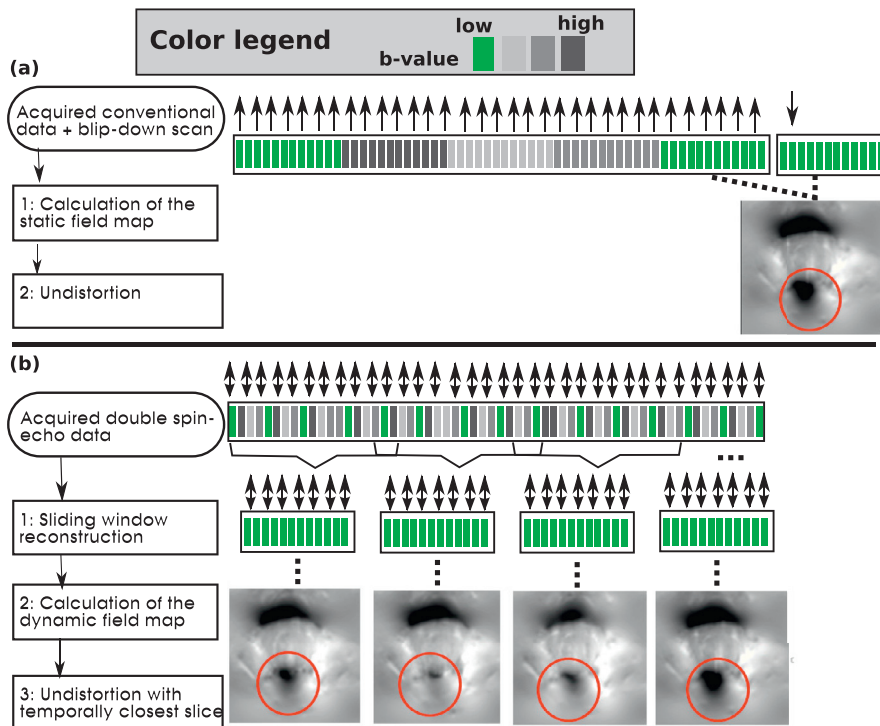 Color legend
low
high
b-value
(a)
Acquired conventional
data + blip-down scan
1: Calculation of the
static field map
2: Undistortion
(b)
Acquired double spin-
echo data
1: Sliding window
reconstruction
2: Calculation of the
dynamic field map
3: Undistortion with
temporally closest slice